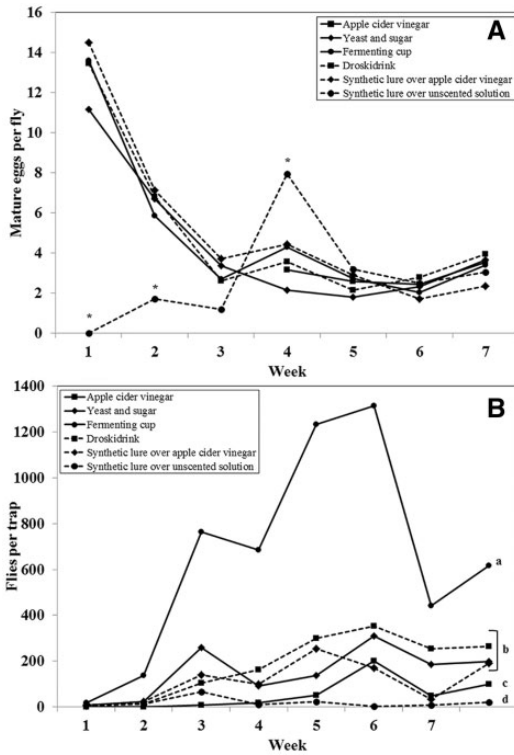 A
Apple cider vinegar
Yeast and sugar
Fermenting cup
Droskidrink
Synthetic lure over apple cider vinegar
Synthetic lure over unscented solution
Mature eggs per fly
16
14
12
10
8
6
4
2
0
*
*
*
1 2 3 4 5 6 7
Week
B
Apple cider vinegar
Yeast and sugar
Fermenting cup
Droskidrink
Synthetic lure over apple cider vinegar
Synthetic lure over unscented solution
Flies per trap
1400
1200
1000
800
600
400
200
0
a
b
c
d
1 2 3 4 5 6 7
Week